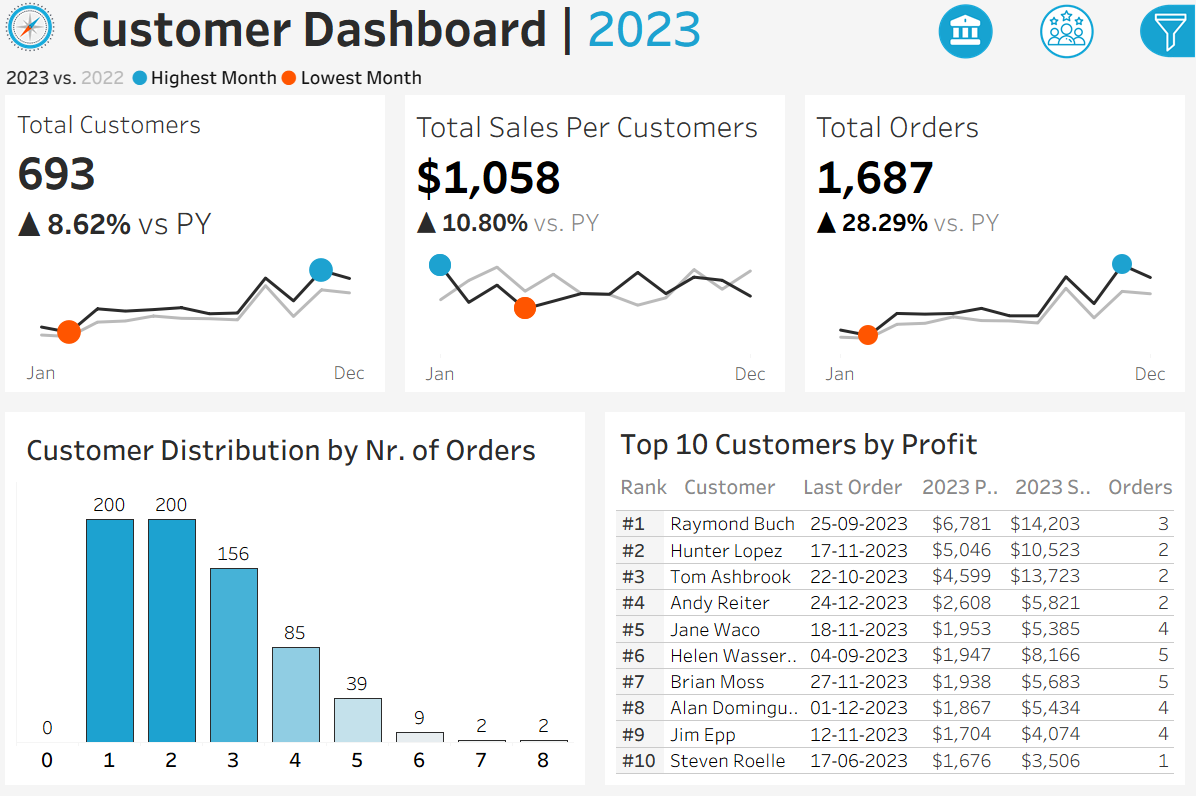 Customer Dashboard | 2023
2023 vs. 2022 Highest Month Lowest Month
Total Customers
693
▲ 8.62% vs PY
Jan Dec
Total Sales Per Customers
$1,058
▲ 10.80% vs. PY
Jan Dec
Total Orders
1,687
▲ 28.29% vs. PY
Jan Dec
Customer Distribution by Nr. of Orders
0 200 200 156 85 39 9 2 2
0 1 2 3 4 5 6 7 8
Top 10 Customers by Profit
Rank Customer Last Order 2023 P.. 2023 S.. Orders
#1 Raymond Buch 25-09-2023 $6,781 $14,203 3
#2 Hunter Lopez 17-11-2023 $5,046 $10,523 2
#3 Tom Ashbrook 22-10-2023 $4,599 $13,723 2
#4 Andy Reiter 24-12-2023 $2,608 $5,821 2
#5 Jane Waco 18-11-2023 $1,953 $5,385 4
#6 Helen Wasser.. 04-09-2023 $1,947 $8,166 5
#7 Brian Moss 27-11-2023 $1,938 $5,683 5
#8 Alan Domingu.. 01-12-2023 $1,867 $5,434 4
#9 Jim Epp 12-11-2023 $1,704 $4,074 4
#10 Steven Roelle 17-06-2023 $1,676 $3,506 1